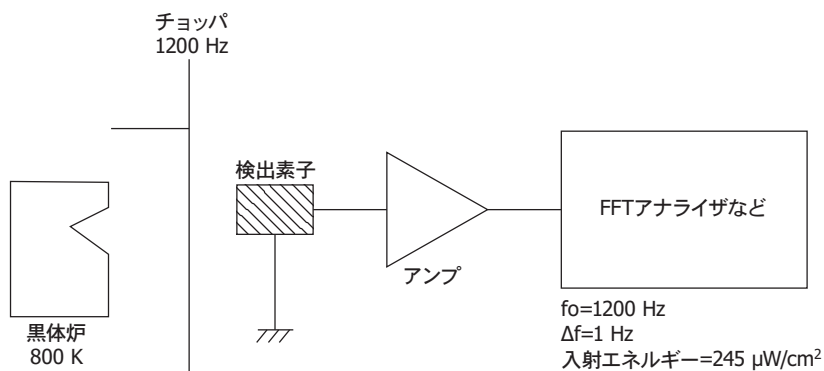 チョッパ
1200 Hz
検出素子
FFTアナライザなど
アンプ
黒体炉
800 K
fo=1200 Hz
Δf=1 Hz
入射エネルギー=245 µW/cm²